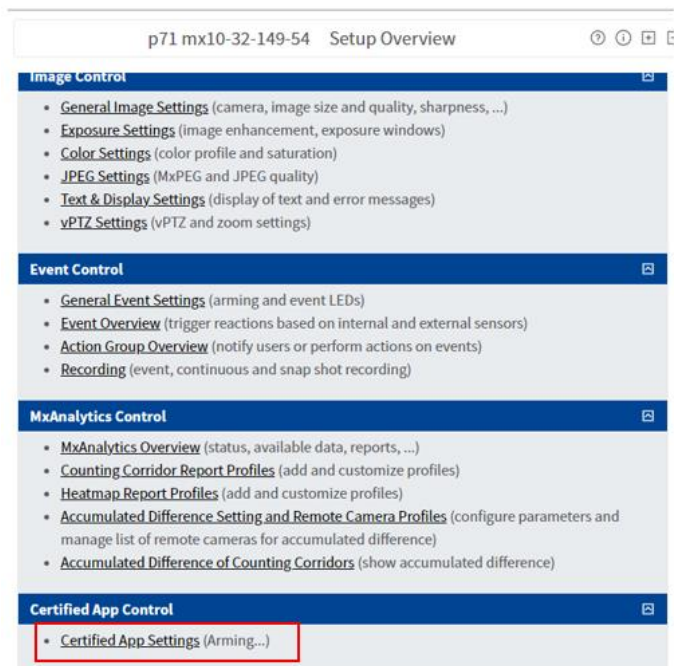 p71 mx10-32-149-54 Setup Overview
Image Control
General Image Settings (camera, image size and quality, sharpness, ...)
Exposure Settings (image enhancement, exposure windows)
Color Settings (color profile and saturation)
JPEG Settings (MxPEG and JPEG quality)
Text & Display Settings (display of text and error messages)
vPTZ Settings (vPTZ and zoom settings)
Event Control
General Event Settings (arming and event LEDs)
Event Overview (trigger reactions based on internal and external sensors)
Action Group Overview (notify users or perform actions on events)
Recording (event, continuous and snap shot recording)
MxAnalytics Control
MxAnalytics Overview (status, available data, reports, ...)
Counting Corridor Report Profiles (add and customize profiles)
Heatmap Report Profiles (add and customize profiles)
Accumulated Difference Setting and Remote Camera Profiles (configure parameters and
manage list of remote cameras for accumulated difference)
Accumulated Difference of Counting Corridors (show accumulated difference)
Certified App Control
Certified App Settings (Arming...)